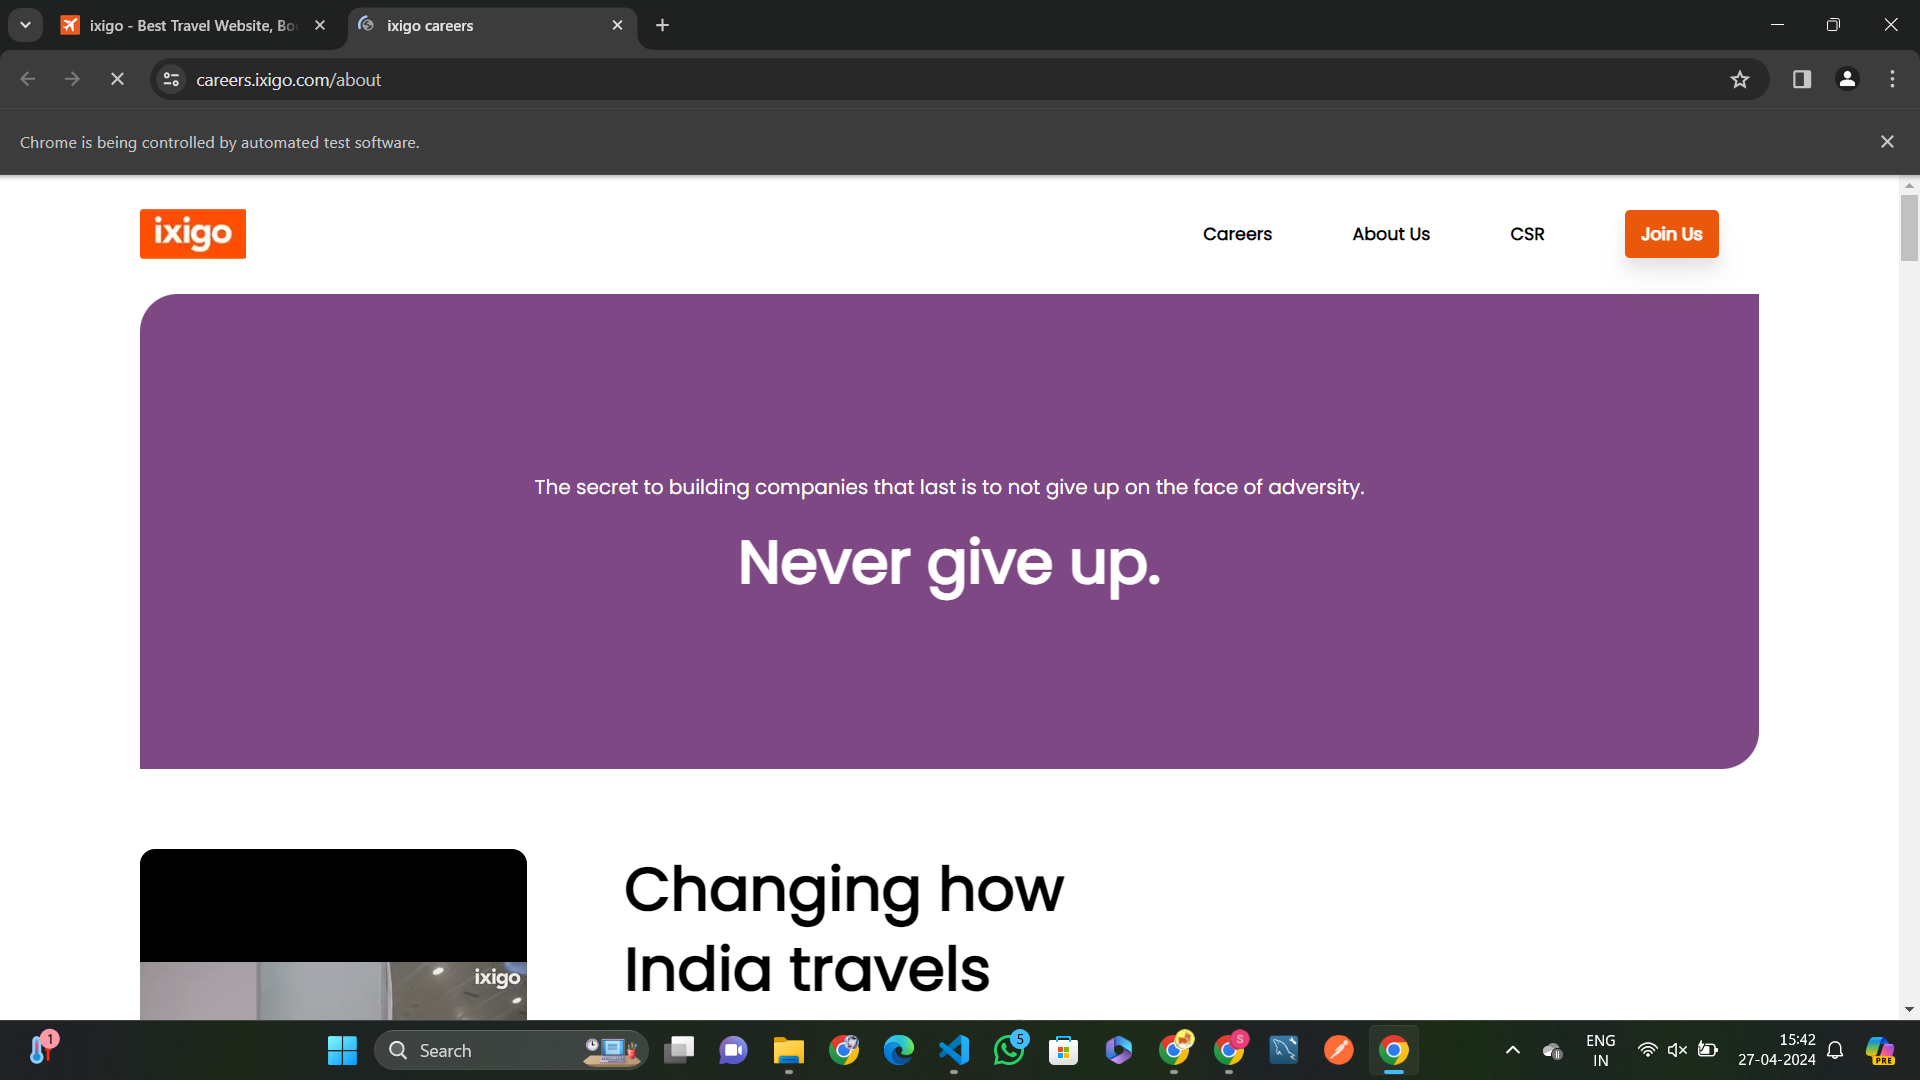 ixigo - Best Travel Website, Bo
ixigo careers
careers.ixigo.com/about
Chrome is being controlled by automated test software.
ixigo
Careers
About Us
CSR
Join Us
The secret to building companies that last is to not give up on the face of adversity.
Never give up.
Changing how
India travels
ixigo
1
Search
5
S
ENG
IN
15:42
27-04-2024
PRE